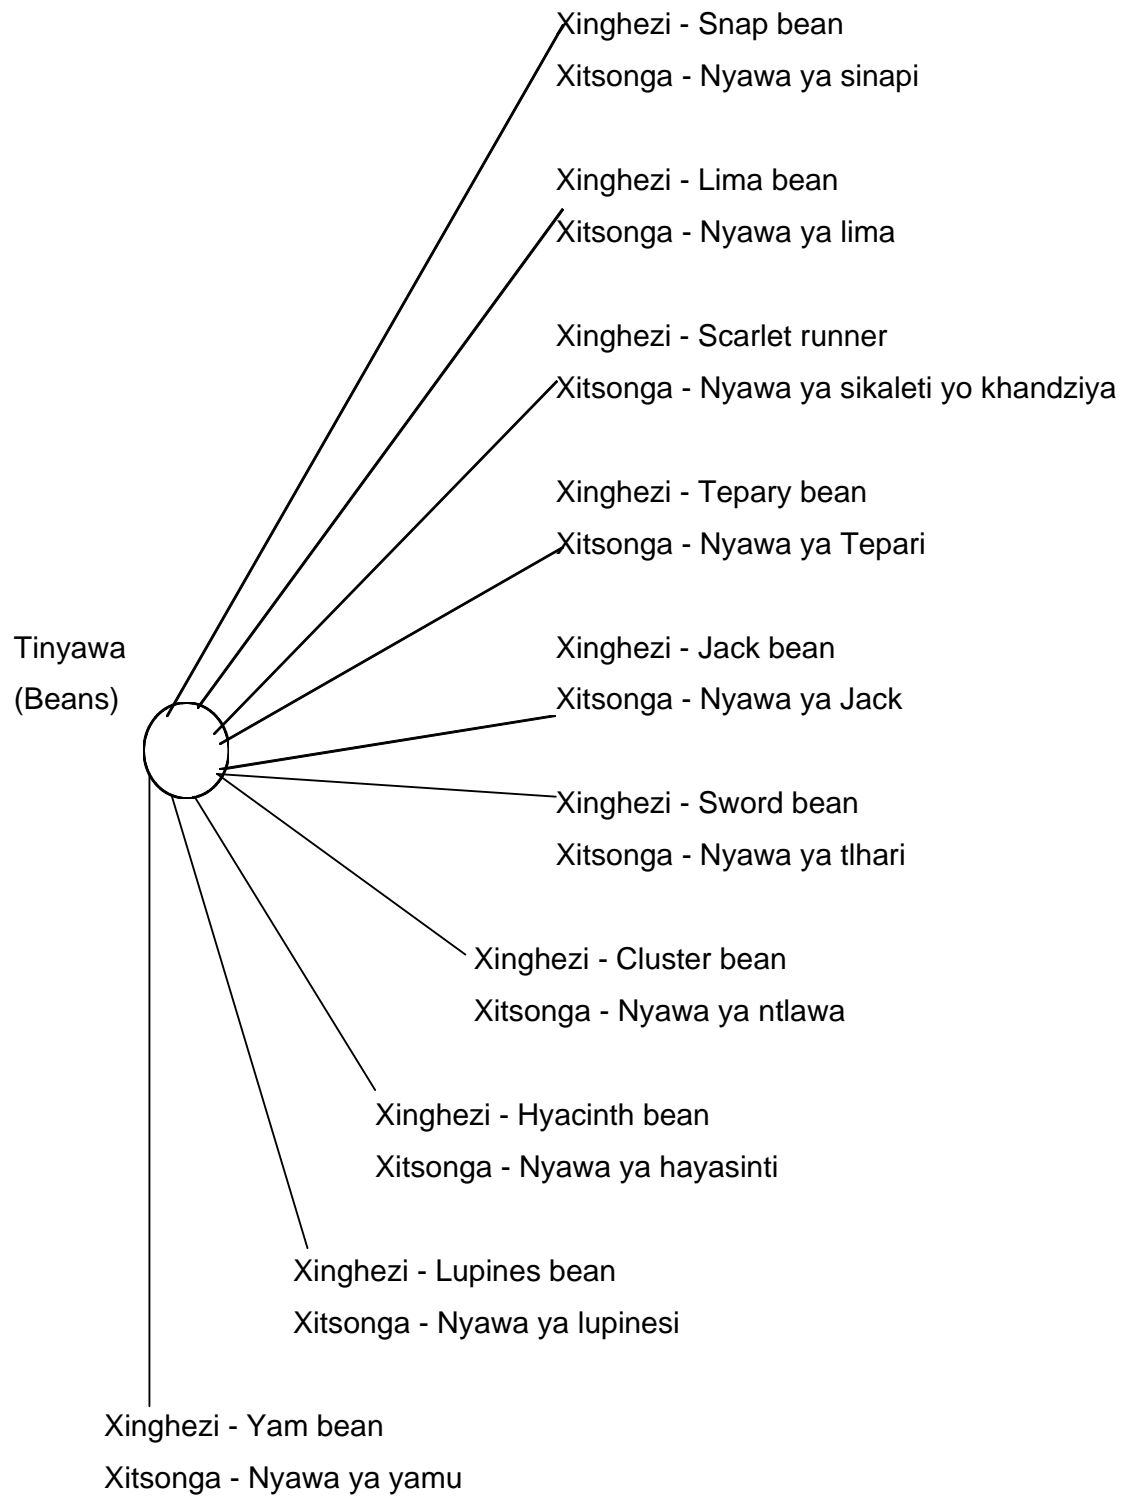 Xinghezi - Snap bean
Xitsonga - Nyawa ya sinapi
Xinghezi - Lima bean
Xitsonga - Nyawa ya lima
Xinghezi - Scarlet runner
Xitsonga - Nyawa ya sikaleti yo khandziya
Xinghezi - Tepary bean
Xitsonga - Nyawa ya Tepari
Tinyawa
(Beans)
Xinghezi - Jack bean
Xitsonga - Nyawa ya Jack
Xinghezi - Sword bean
Xitsonga - Nyawa ya tlhari
Xinghezi - Cluster bean
Xitsonga - Nyawa ya ntlawa
Xinghezi - Hyacinth bean
Xitsonga - Nyawa ya hayasinti
Xinghezi - Lupines bean
Xitsonga - Nyawa ya lupinesi
Xinghezi - Yam bean
Xitsonga - Nyawa ya yamu